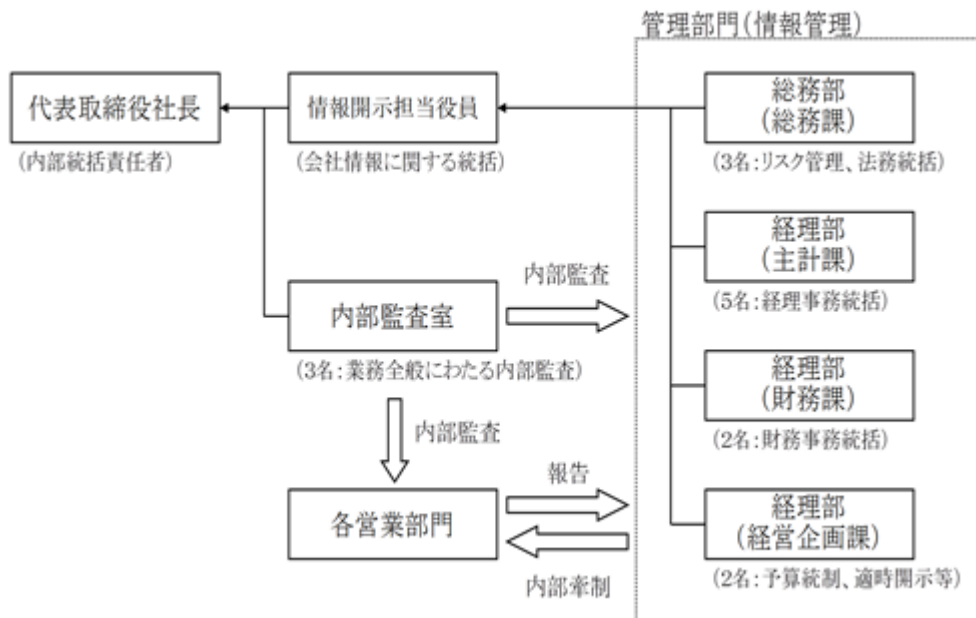 管理部門(情報管理)
代表取締役社長
(内部統括責任者)
情報開示担当役員
(会社情報に関する統括)
総務部
(総務課)
(3名:リスク管理、法務統括)
経理部
(主計課)
(5名:経理事務統括)
内部監査
内部監査室
(3名:業務全般にわたる内部監査)
経理部
(財務課)
(2名:財務事務統括)
内部監査
報告
各営業部門
内部牽制
経理部
(経営企画課)
(2名:予算統制、適時開示等)